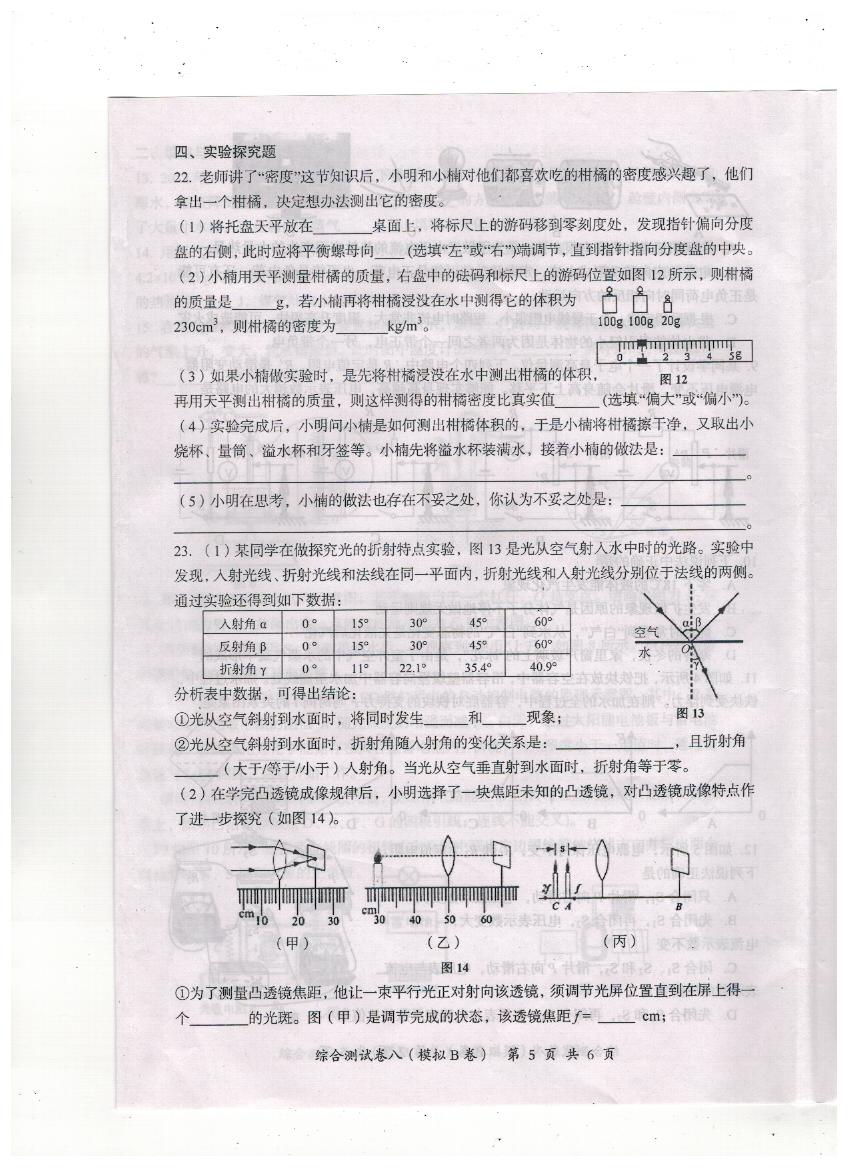 四、实验探究题
22. 老师讲了“密度”这节知识后，小明和小楠对他们都喜欢吃的柑橘的密度感兴趣了，他们
拿出一个柑橘，决定想办法测出它的密度。
（1）将托盘天平放在______桌面上，将标尺上的游码移到零刻度处，发现指针偏向分度
盘的右侧，此时应将平衡螺母向____(选填“左”或“右”)端调节，直到指针指向分度盘的中央。
（2）小楠用天平测量柑橘的质量，右盘中的砝码和标尺上的游码位置如图 12 所示，则柑橘
的质量是______g，若小楠再将柑橘浸没在水中测得它的体积为
230cm³，则柑橘的密度为______kg/m³。
100g 100g 20g
0 1 2 3 4 5g
图 12
（3）如果小楠做实验时，是先将柑橘浸没在水中测出柑橘的体积，
再用天平测出柑橘的质量，则这样测得的柑橘密度比真实值______(选填“偏大”或“偏小”)。
（4）实验完成后，小明问小楠是如何测出柑橘体积的，于是小楠将柑橘擦干净，又取出小
烧杯、量筒、溢水杯和牙签等。小楠先将溢水杯装满水，接着小楠的做法是：______
______。
（5）小明在思考，小楠的做法也存在不妥之处，你认为不妥之处是：______
______。
23.（1）某同学在做探究光的折射特点实验，图 13 是光从空气射入水中时的光路。实验中
发现，入射光线、折射光线和法线在同一平面内，折射光线和入射光线分别位于法线的两侧。
通过实验还得到如下数据：
入射角 α 0° 15° 30° 45° 60°
反射角 β 0° 15° 30° 45° 60°
折射角 γ 0° 11° 22.1° 35.4° 40.9°
空气
水
α β
O
γ
图 13
分析表中数据，可得出结论：
①光从空气斜射到水面时，将同时发生______和______现象；
②光从空气斜射到水面时，折射角随入射角的变化关系是：______，且折射角
______（大于/等于/小于）入射角。当光从空气垂直射到水面时，折射角等于零。
（2）在学完凸透镜成像规律后，小明选择了一块焦距未知的凸透镜，对凸透镜成像特点作
了进一步探究（如图 14）。
cm 10 20 30
（甲）
cm 30 40 50 60
（乙）
s
2f f
C A B
（丙）
图 14
①为了测量凸透镜焦距，他让一束平行光正对射向该透镜，须调节光屏位置直到在屏上得一
个______的光斑。图（甲）是调节完成的状态，该透镜焦距 f = ______ cm；
综合测试卷八（模拟 B 卷） 第 5 页 共 6 页